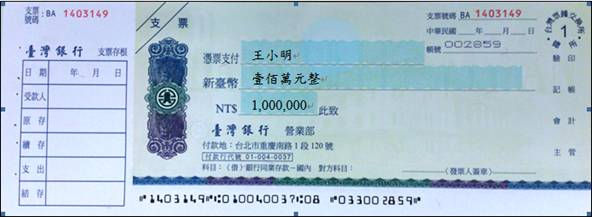 支票
號碼：BA 1403149
臺灣銀行 支票存根
日期 年 月 日
受款人
原存
續存
支出
結存
支票
支票
號碼：BA 1403149
中華民國 年 月 日
帳號 002859
憑票支付 王小明
新臺幣 壹佰萬元整
NT$ 1,000,000 此致
臺灣銀行 營業部
付款地：台北市重慶南路1段120號
付款行代號 01-004-0037
科目：(借)銀行同業存款—國內 對方科目：
(發票人簽章)
台灣票據交換所
1
驗印
記帳
會計
主管
⑈1403149⑈ ⑆010040037⑆08 ⑈033002859⑈